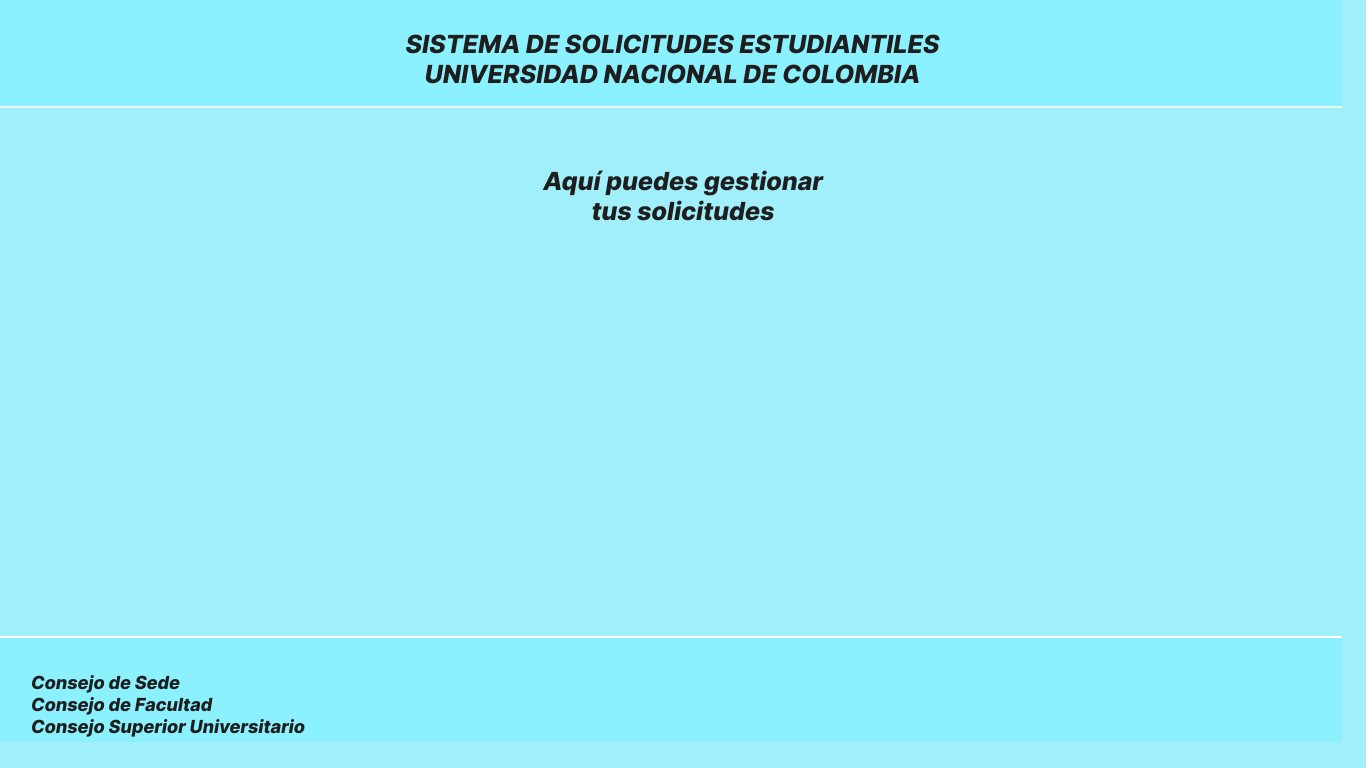 SISTEMA DE SOLICITUDES ESTUDIANTILES
UNIVERSIDAD NACIONAL DE COLOMBIA
Aquí puedes gestionar
tus solicitudes
Consejo de Sede
Consejo de Facultad
Consejo Superior Universitario